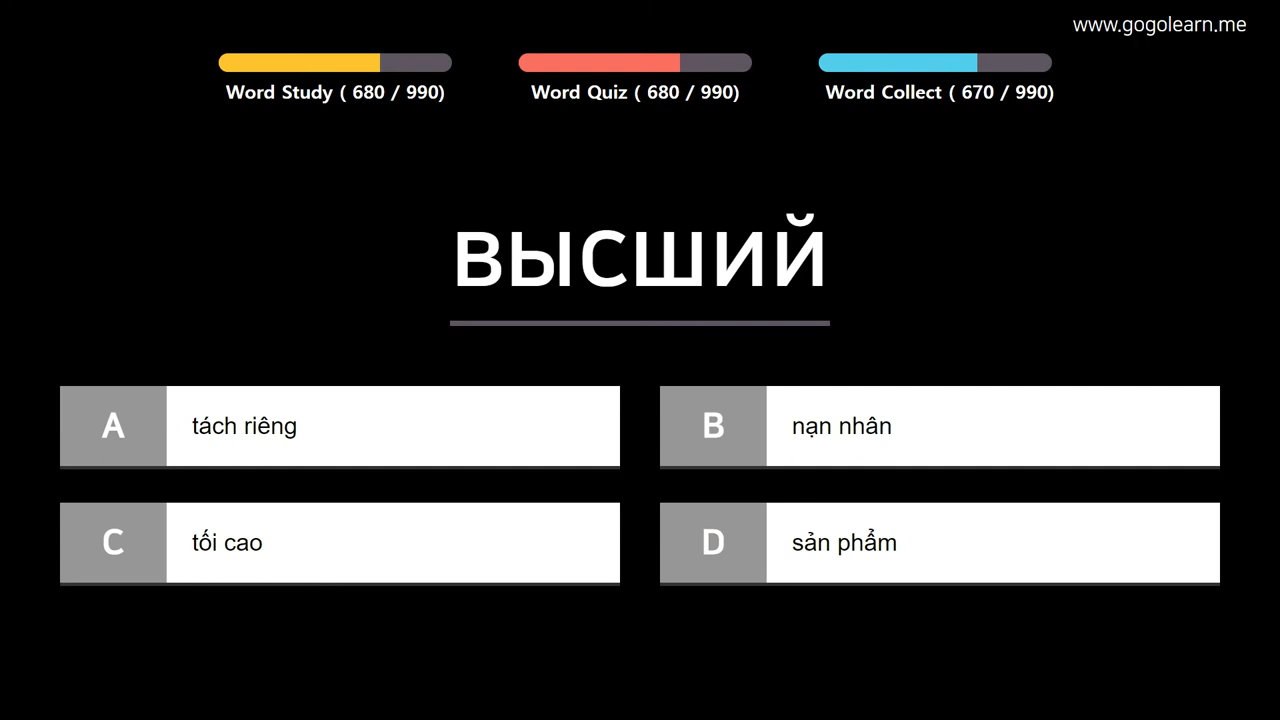 www.gogolearn.me
Word Study ( 680 / 990)
Word Quiz ( 680 / 990)
Word Collect ( 670 / 990)
высший
A
tách riêng
B
nạn nhân
C
tối cao
D
sản phẩm